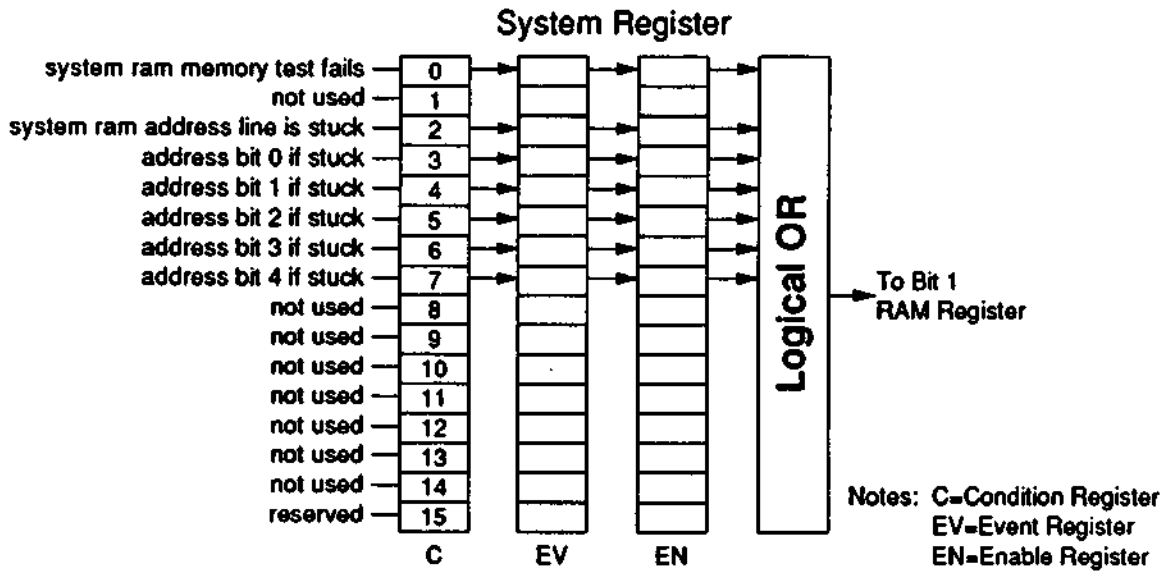 System Register
system ram memory test fails 0
not used 1
system ram address line is stuck 2
address bit 0 if stuck 3
address bit 1 if stuck 4
address bit 2 if stuck 5
address bit 3 if stuck 6
address bit 4 if stuck 7
not used 8
not used 9
not used 10
not used 11
not used 12
not used 13
not used 14
reserved 15
C EV EN
Logical OR
To Bit 1
RAM Register
Notes: C=Condition Register
EV=Event Register
EN=Enable Register